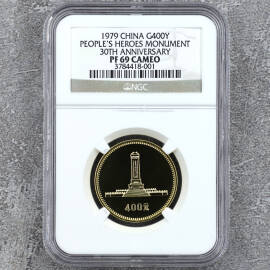 1979 CHINA G400Y
PEOPLE'S HEROES MONUMENT
30TH ANNIVERSARY
PF 69 CAMEO
3784418-001
NGC
400元